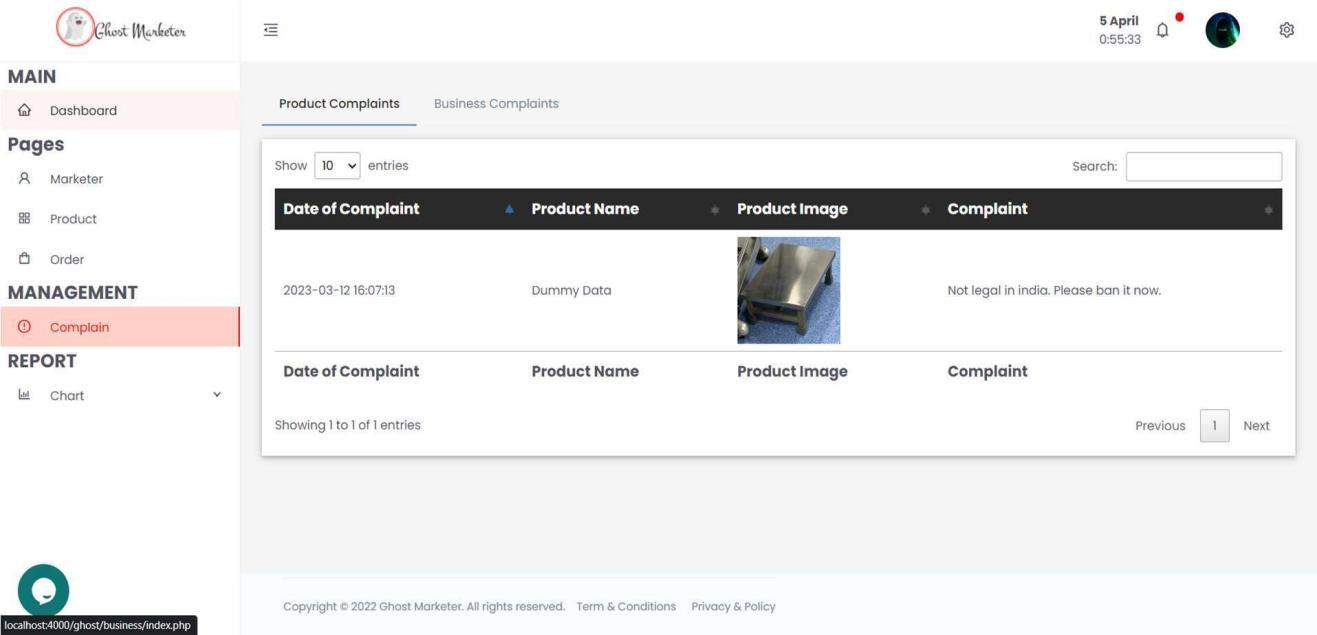 Ghost Marketer
5 April
0:55:33
MAIN
Dashboard
Pages
Marketer
Product
Order
MANAGEMENT
Complain
REPORT
Chart
Product Complaints Business Complaints
Show 10 entries Search:
Date of Complaint Product Name Product Image Complaint
2023-03-12 16:07:13 Dummy Data Not legal in india. Please ban it now.
Date of Complaint Product Name Product Image Complaint
Showing 1 to 1 of 1 entries Previous 1 Next
Copyright © 2022 Ghost Marketer. All rights reserved. Term & Conditions Privacy & Policy
localhost:4000/ghost/business/index.php